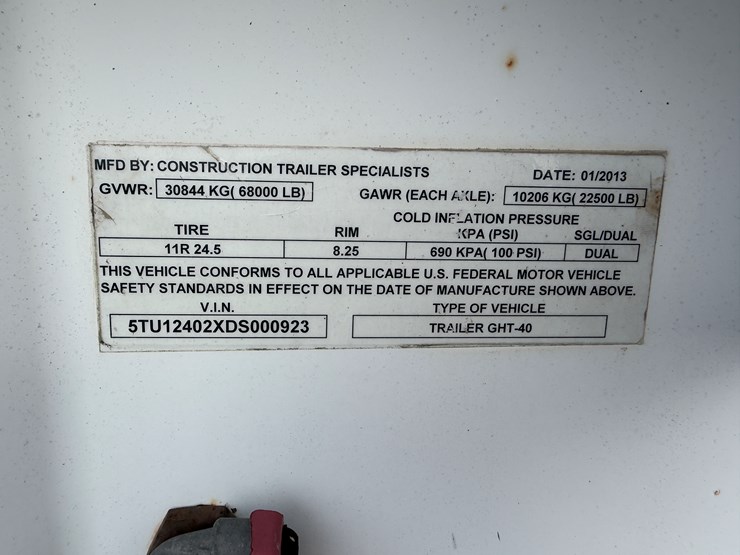 MFD BY: CONSTRUCTION TRAILER SPECIALISTS DATE: 01/2013
GVWR: 30844 KG( 68000 LB) GAWR (EACH AXLE): 10206 KG( 22500 LB)
COLD INFLATION PRESSURE
TIRE RIM KPA (PSI) SGL/DUAL
11R 24.5 8.25 690 KPA( 100 PSI) DUAL
THIS VEHICLE CONFORMS TO ALL APPLICABLE U.S. FEDERAL MOTOR VEHICLE
SAFETY STANDARDS IN EFFECT ON THE DATE OF MANUFACTURE SHOWN ABOVE.
V.I.N. TYPE OF VEHICLE
5TU12402XDS000923 TRAILER GHT-40